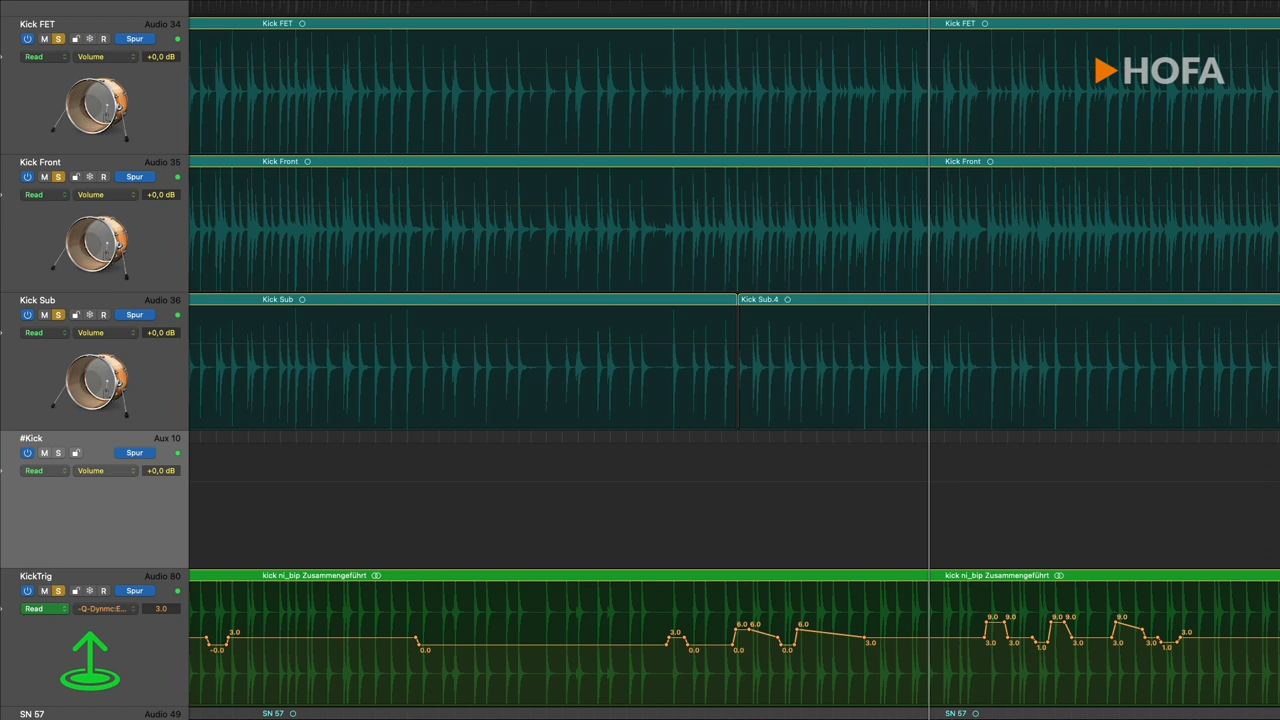 Kick FET Audio 34 Kick FET Kick FET
M S R Spur
Read Volume +0,0 dB
HOFA
Kick Front Audio 35 Kick Front Kick Front
M S R Spur
Read Volume +0,0 dB
Kick Sub Audio 36 Kick Sub Kick Sub.4
M S R Spur
Read Volume +0,0 dB
#Kick Aux 10
M S Spur
Read Volume +0,0 dB
KickTrig Audio 80 kick ni_bip Zusammengeführt kick ni_bip Zusammengeführt
M S R Spur
Read -Q-Dynmc:E... 3.0
-0.0 3.0 0.0 3.0 0.0 6.0 6.0 0.0 0.0 6.0 3.0 9.0 9.0 3.0 3.0 1.0 9.0 9.0 3.0 9.0 3.0 3.0 1.0 3.0
SN 57 Audio 49 SN 57 SN 57